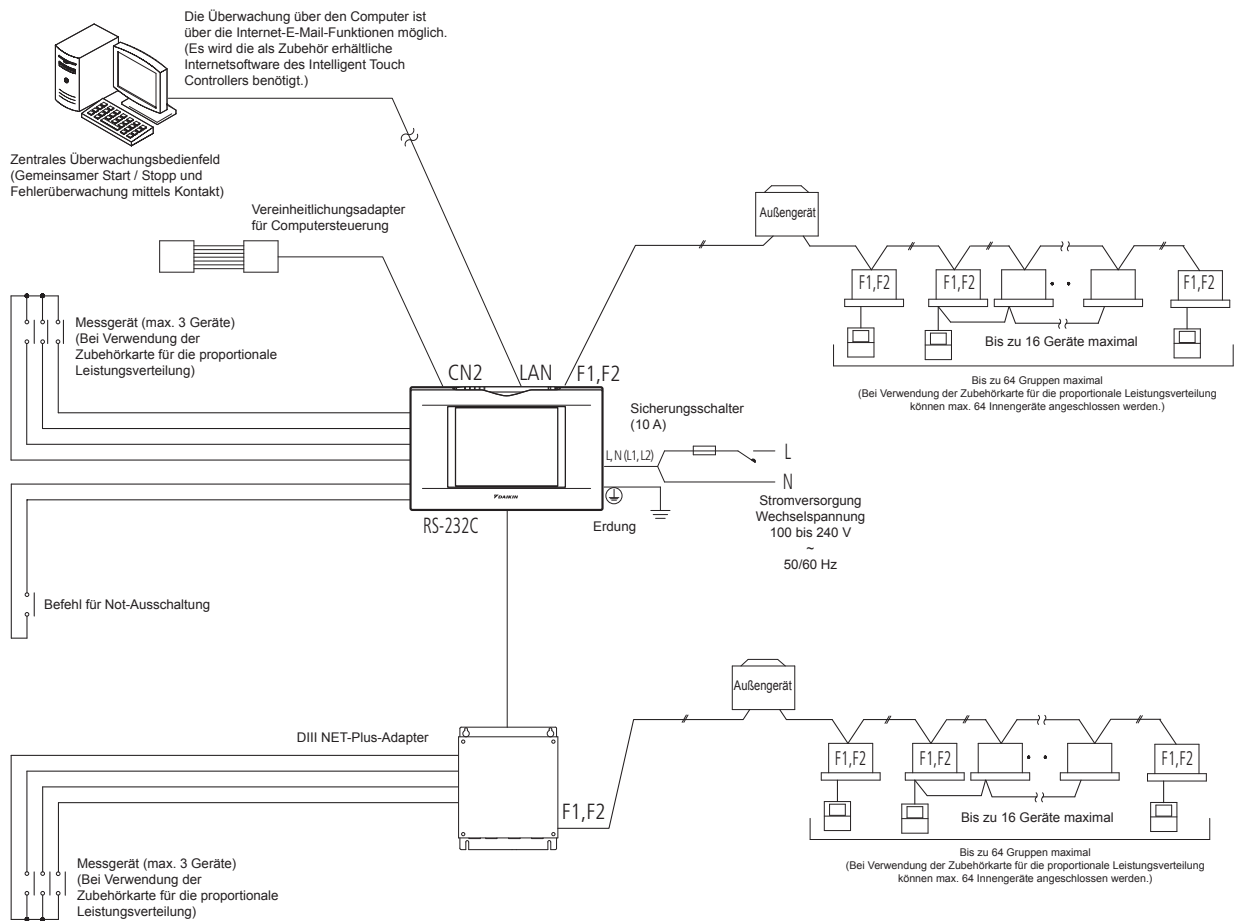 Die Überwachung über den Computer ist
über die Internet-E-Mail-Funktionen möglich.
(Es wird die als Zubehör erhältliche
Internetsoftware des Intelligent Touch
Controllers benötigt.)
Zentrales Überwachungsbedienfeld
(Gemeinsamer Start / Stopp und
Fehlerüberwachung mittels Kontakt)
Vereinheitlichungsadapter
für Computersteuerung
Außengerät
F1,F2
F1,F2
F1,F2
Bis zu 16 Geräte maximal
Bis zu 64 Gruppen maximal
(Bei Verwendung der Zubehörkarte für die proportionale Leistungsverteilung
können max. 64 Innengeräte angeschlossen werden.)
Messgerät (max. 3 Geräte)
(Bei Verwendung der
Zubehörkarte für die proportionale
Leistungsverteilung)
CN2
LAN
F1,F2
Sicherungsschalter
(10 A)
L, N (L1, L2)
L
N
DAIKIN
RS-232C
Erdung
Stromversorgung
Wechselspannung
100 bis 240 V
~
50/60 Hz
Befehl für Not-Ausschaltung
Außengerät
DIII NET-Plus-Adapter
F1,F2
F1,F2
F1,F2
F1,F2
Bis zu 16 Geräte maximal
Bis zu 64 Gruppen maximal
(Bei Verwendung der Zubehörkarte für die proportionale Leistungsverteilung
können max. 64 Innengeräte angeschlossen werden.)
Messgerät (max. 3 Geräte)
(Bei Verwendung der
Zubehörkarte für die proportionale
Leistungsverteilung)